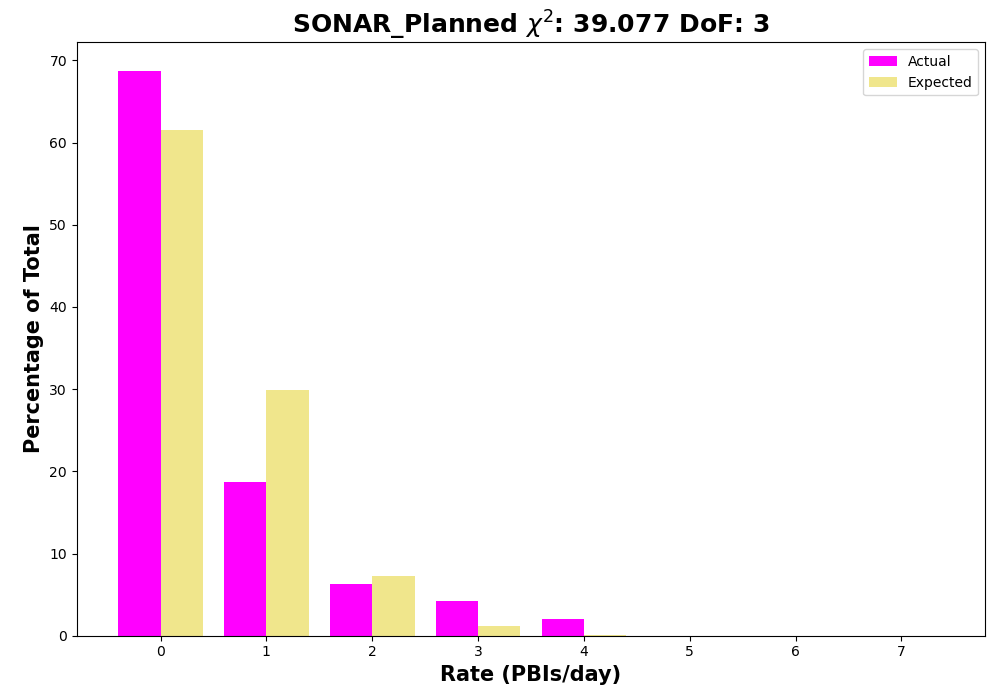 SONAR_Planned χ²: 39.077 DoF: 3
Actual
Expected
Percentage of Total
70
60
50
40
30
20
10
0
0 1 2 3 4 5 6 7
Rate (PBIs/day)